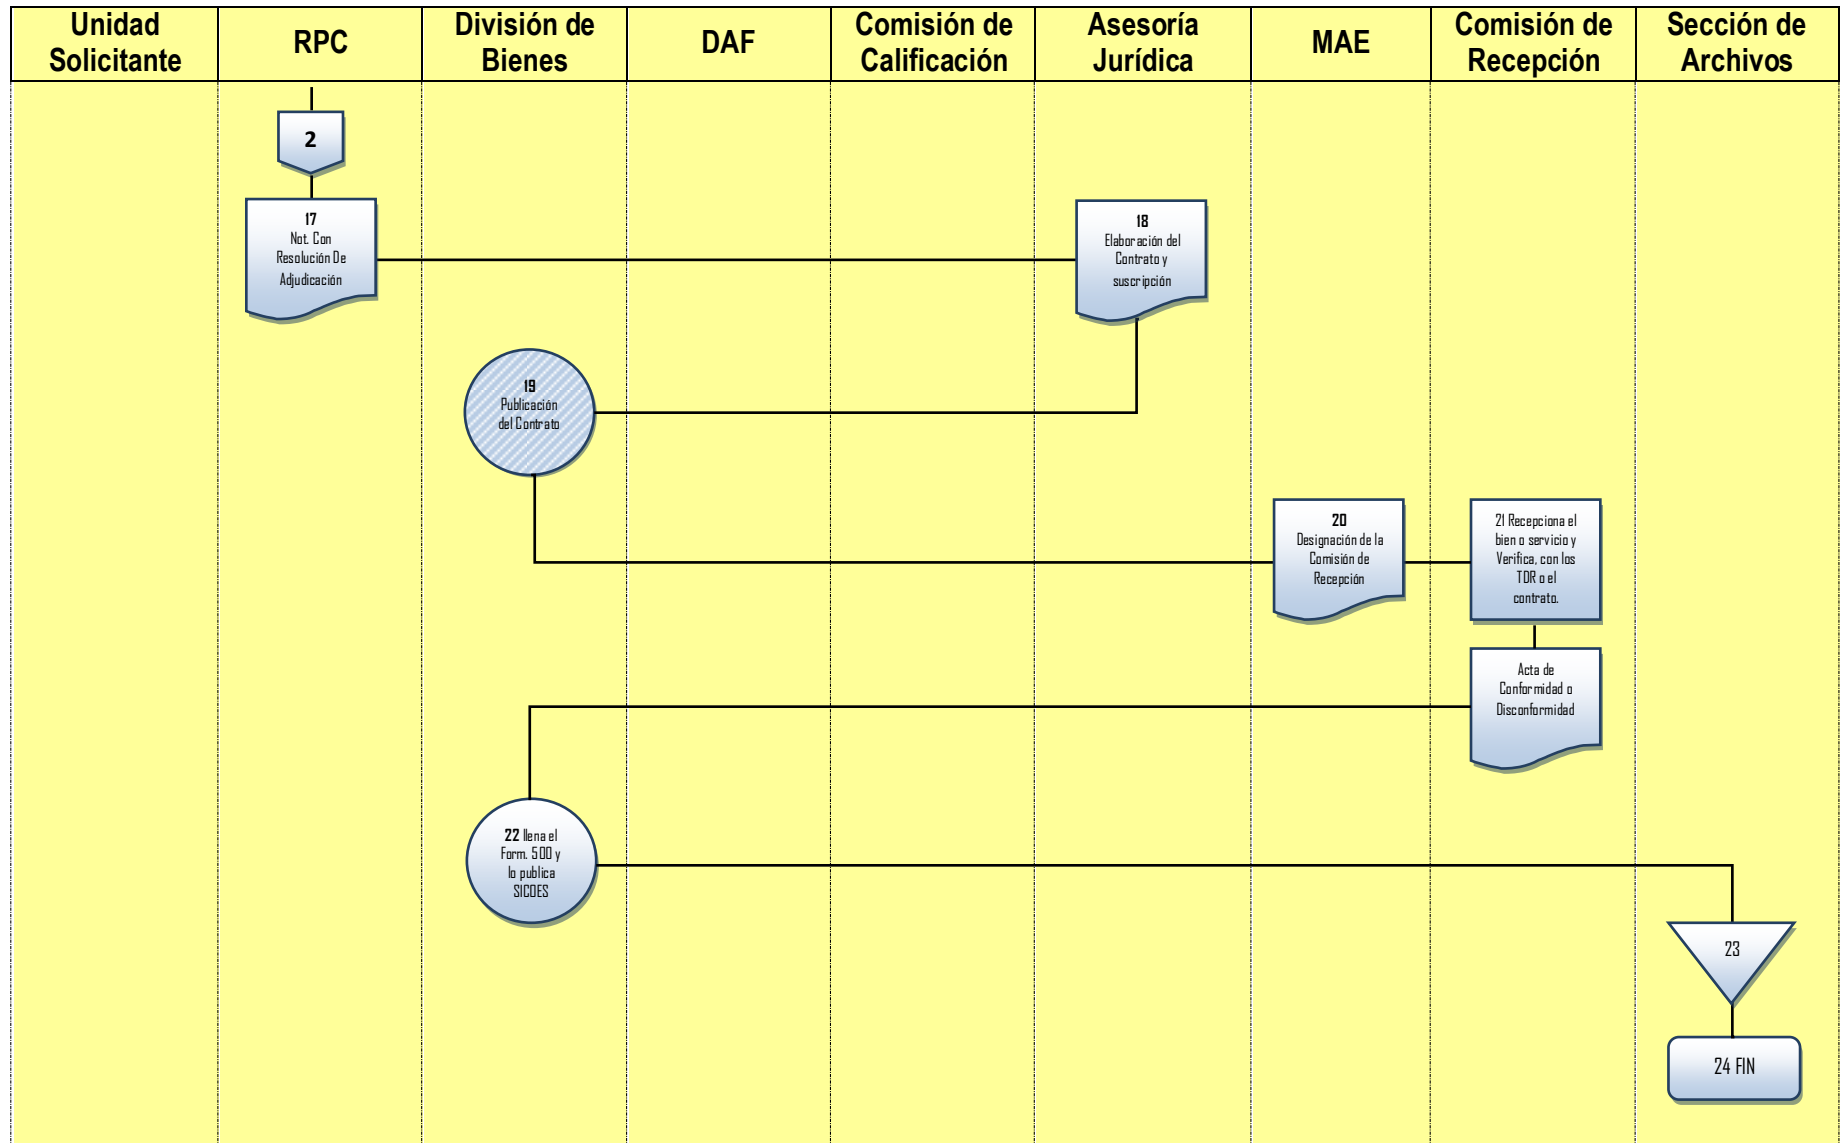 Unidad
Solicitante
RPC
División de
Bienes
DAF
Comisión de
Calificación
Asesoría
Jurídica
MAE
Comisión de
Recepción
Sección de
Archivos
2
17
Not. Con
Resolución De
Adjudicación
18
Elaboración del
Contrato y
suscripción
19
Publicación
del Contrato
20
Designación de la
Comisión de
Recepción
21 Recepciona el
bien o servicio y
Verifica, con los
TDR o el
contrato.
Acta de
Conformidad o
Disconformidad
22 llena el
Form. 500 y
lo publica
SICOES
23
24 FIN